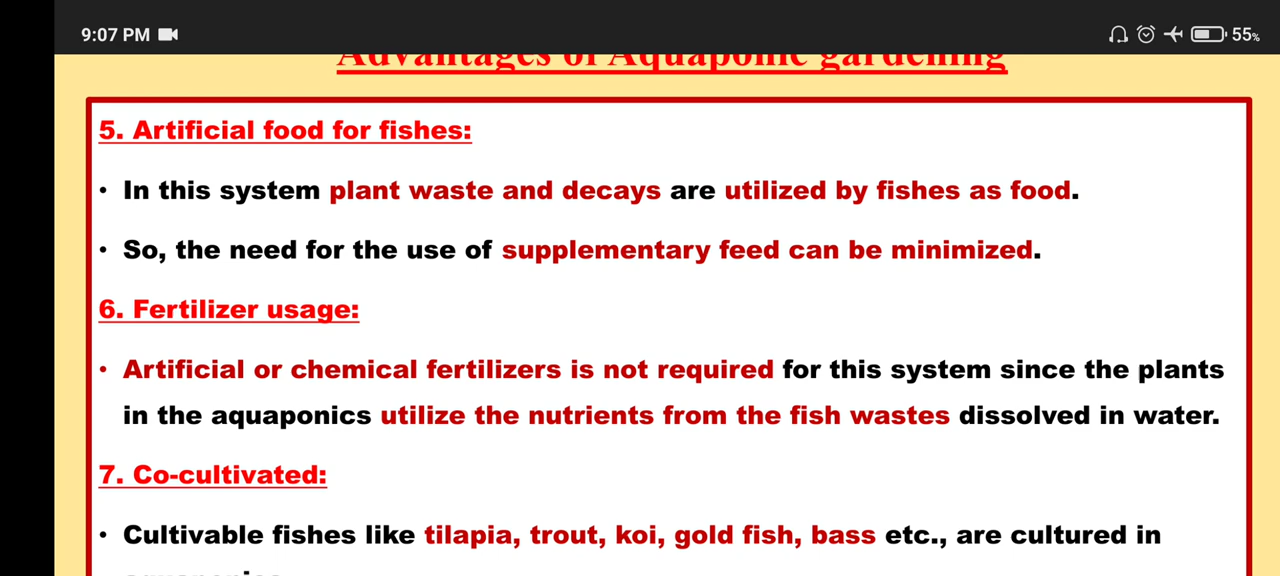 9:07 PM
55%
Advantages of Aquaponic gardening
5. Artificial food for fishes:
• In this system plant waste and decays are utilized by fishes as food.
• So, the need for the use of supplementary feed can be minimized.
6. Fertilizer usage:
• Artificial or chemical fertilizers is not required for this system since the plants
in the aquaponics utilize the nutrients from the fish wastes dissolved in water.
7. Co-cultivated:
• Cultivable fishes like tilapia, trout, koi, gold fish, bass etc., are cultured in